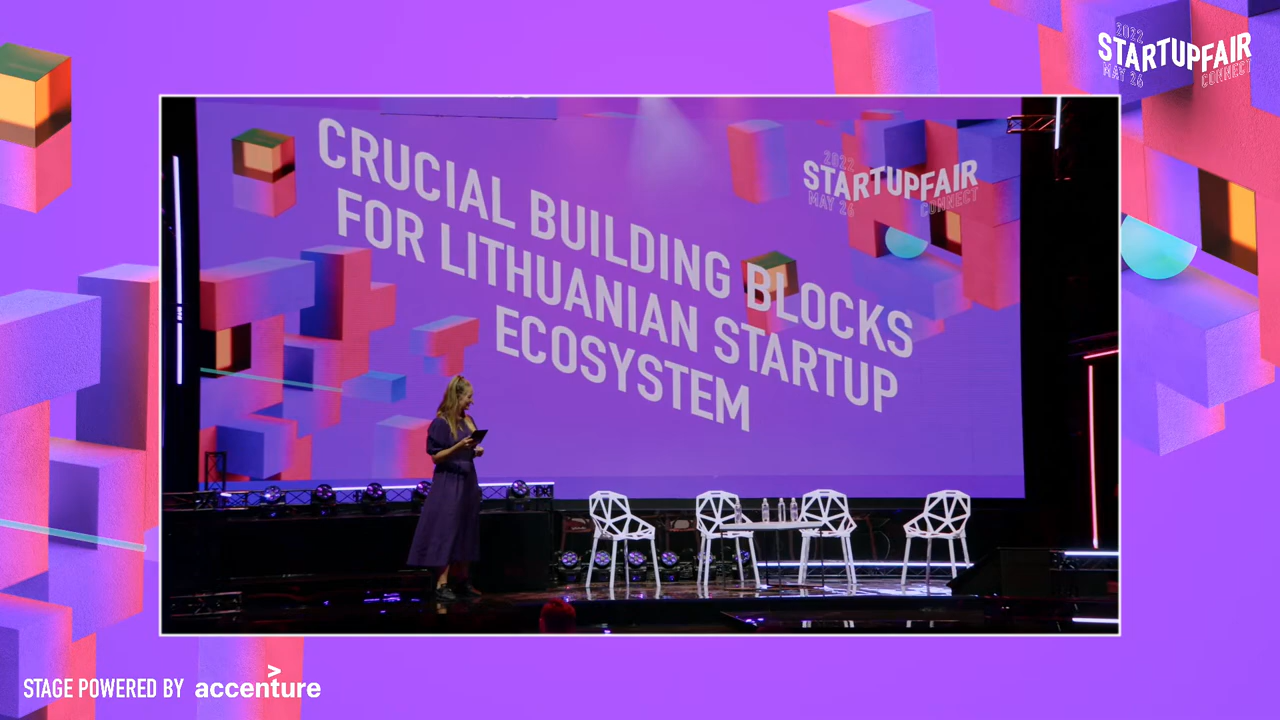 2022
STARTUPFAIR
MAY 26 CONNECT
CRUCIAL BUILDING BLOCKS
FOR LITHUANIAN STARTUP
ECOSYSTEM
2022
STARTUPFAIR
MAY 26 CONNECT
STAGE POWERED BY accenture